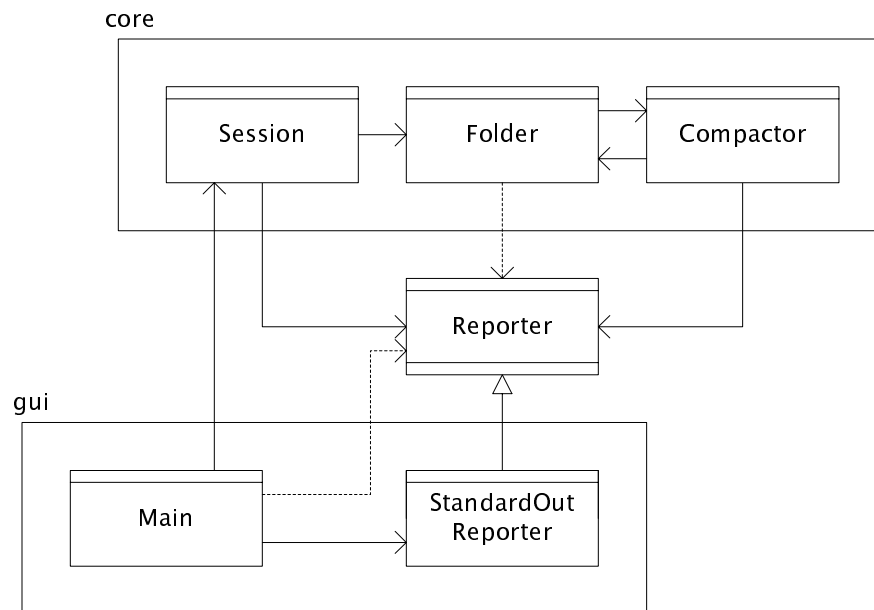 core
Session
Folder
Compactor
Reporter
gui
Main
StandardOut
Reporter